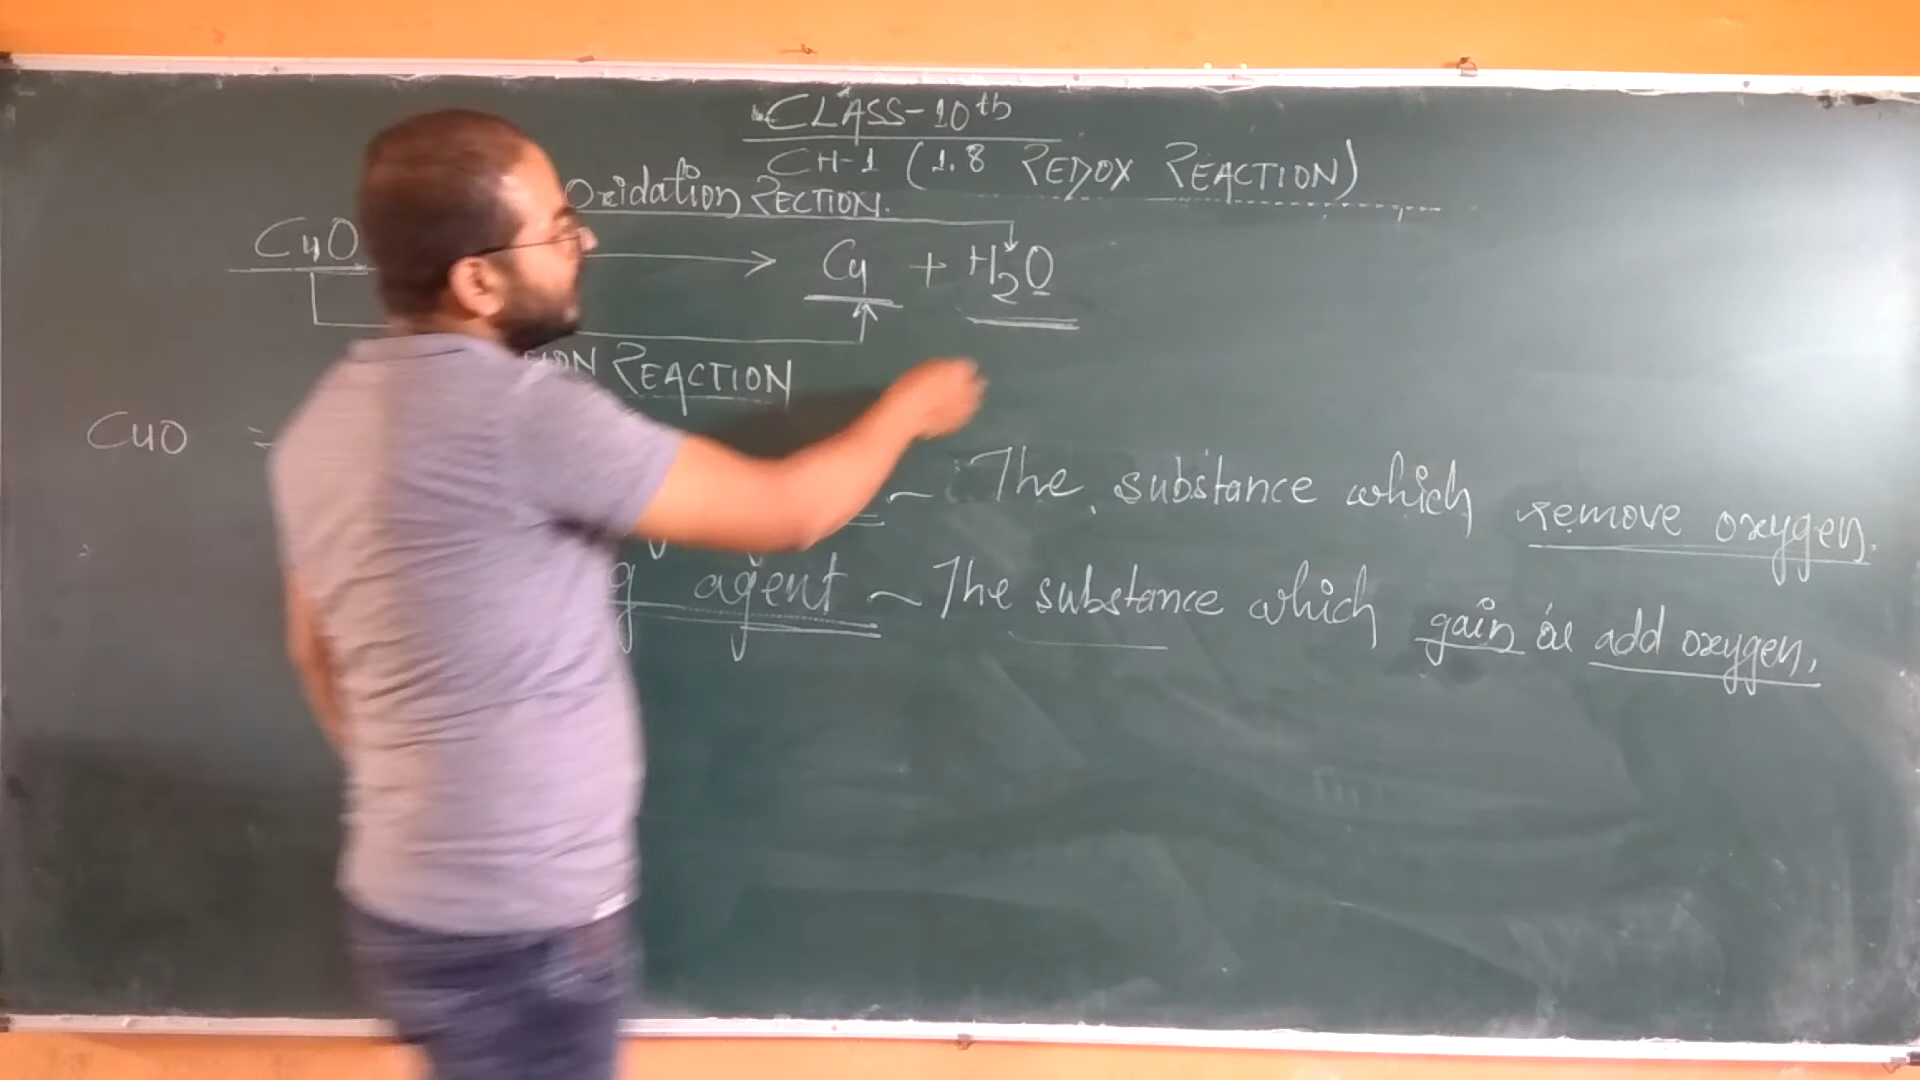 CLASS-10th
CH-1 (1.8 REDOX REACTION)
Oxidation RECTION.
CuO → Cu + H₂O
REACTION
CuO =
~ The substance which remove oxygen.
agent ~ The substance which gain or add oxygen.